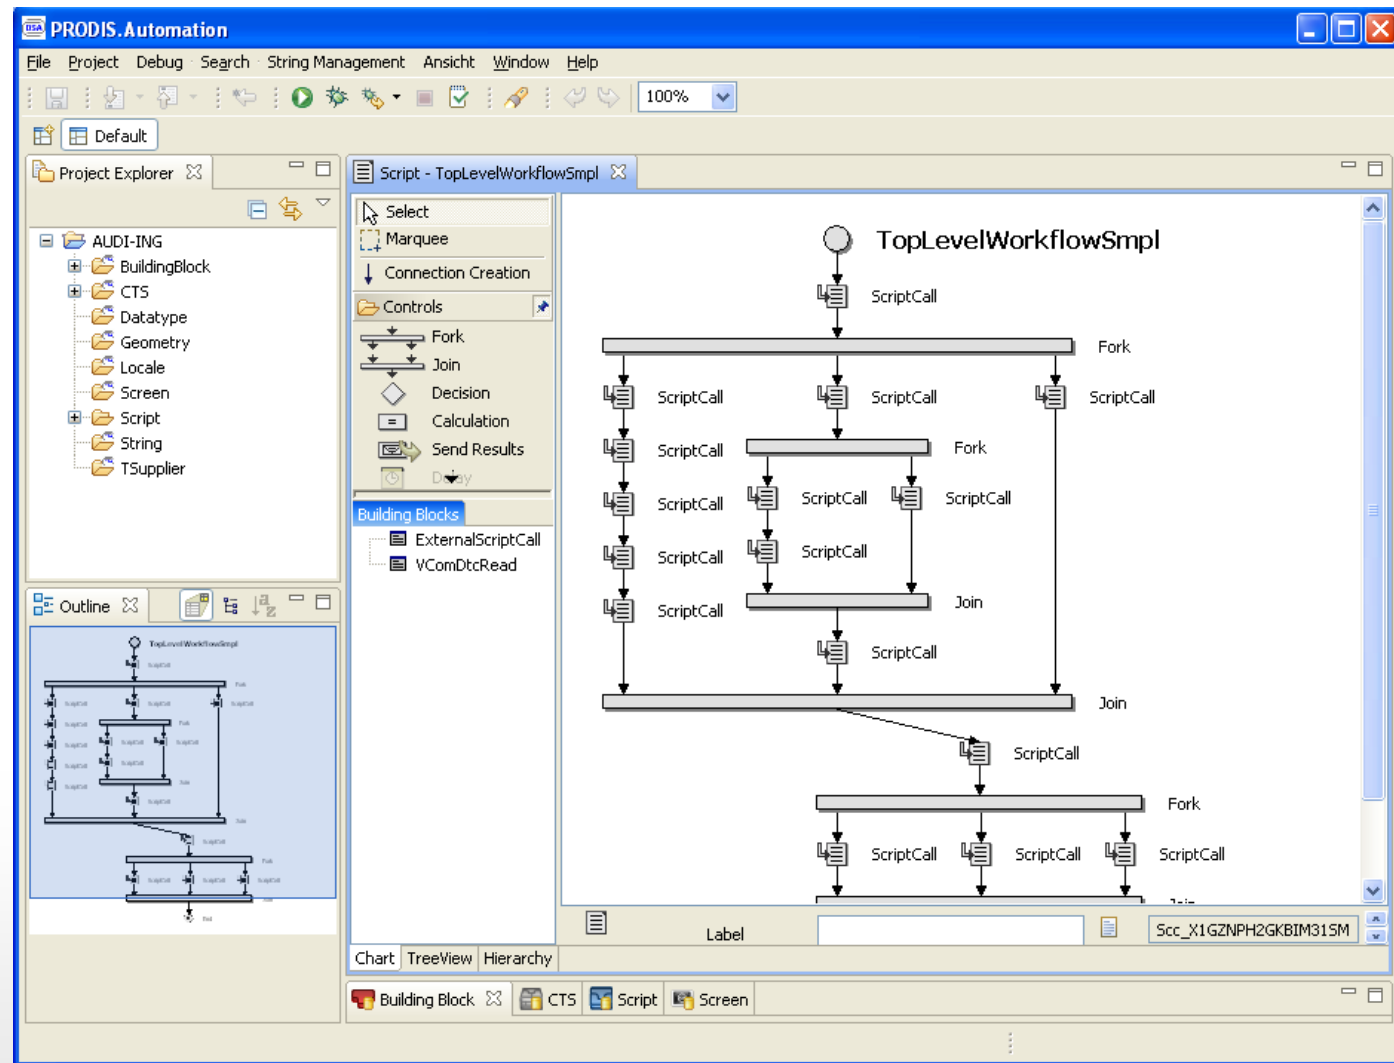 DSA PRODIS.Automation
File Project Debug Search String Management Ansicht Window Help
100%
Default
Project Explorer
AUDI-ING
BuildingBlock
CTS
Datatype
Geometry
Locale
Screen
Script
String
TSupplier
Outline
TopLevelWorkflowSmpl
Script - TopLevelWorkflowSmpl
Select
Marquee
Connection Creation
Controls
Fork
Join
Decision
Calculation
Send Results
Delay
Building Blocks
ExternalScriptCall
VComDtcRead
TopLevelWorkflowSmpl
ScriptCall
Fork
ScriptCall ScriptCall ScriptCall
ScriptCall Fork
ScriptCall ScriptCall ScriptCall
ScriptCall ScriptCall
ScriptCall Join
ScriptCall
Join
ScriptCall
Fork
ScriptCall ScriptCall ScriptCall
Join
Label Scc_X1GZNPH2GKBIM31SM
Chart TreeView Hierarchy
Building Block CTS Script Screen